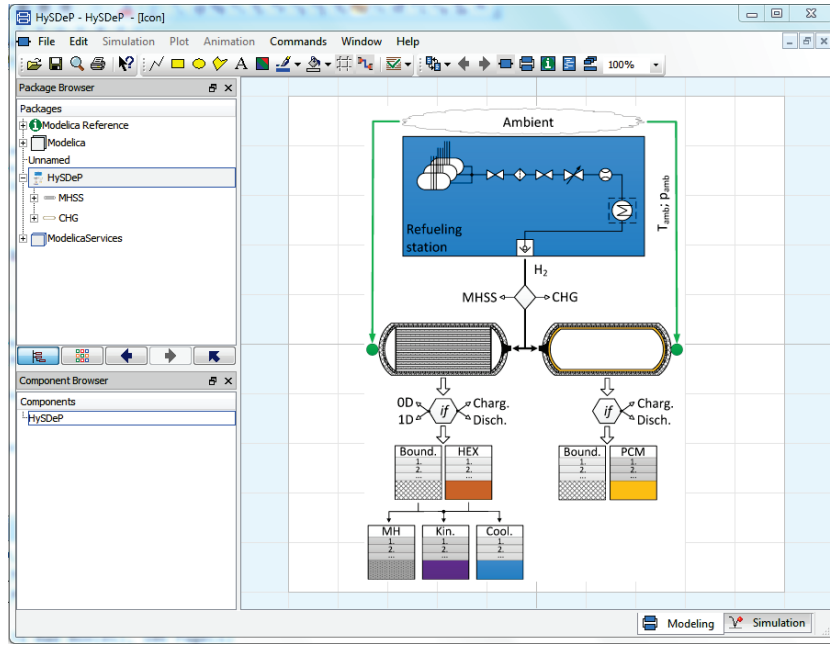 HySDeP - HySDeP - [Icon]
File Edit Simulation Plot Animation Commands Window Help
100%
Package Browser
Packages
Modelica Reference
Modelica
Unnamed
HySDeP
MHSS
CHG
ModelicaServices
Component Browser
Components
HySDeP
Ambient
Refueling
station
T_amb; p_amb
H₂
MHSS CHG
0D if Charg.
1D Disch.
if Charg.
Disch.
Bound. HEX
1. 1.
2. 2.
... ...
Bound. PCM
1. 1.
2. 2.
... ...
MH Kin. Cool.
1. 1. 1.
2. 2. 2.
... ... ...
Modeling Simulation